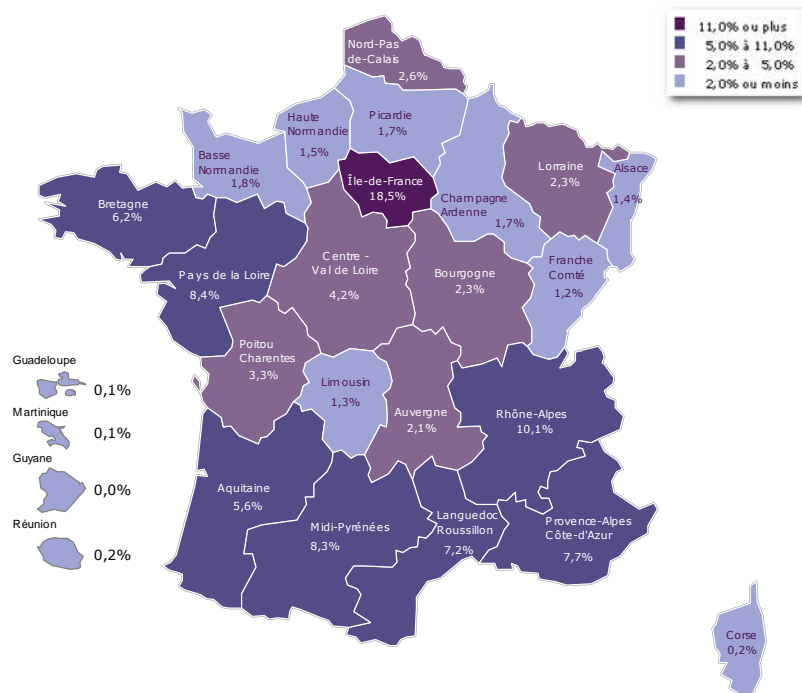 11,0% ou plus
5,0% à 11,0%
2,0% à 5,0%
2,0% ou moins
Nord-Pas
de-Calais
2,6%
Haute
Normandie
1,5%
Picardie
1,7%
Basse
Normandie
1,8%
Île-de-France
18,5%
Champagne
Ardenne
1,7%
Lorraine
2,3%
Alsace
1,4%
Bretagne
6,2%
Pays de la Loire
8,4%
Centre -
Val de Loire
4,2%
Bourgogne
2,3%
Franche
Comté
1,2%
Poitou
Charentes
3,3%
Limousin
1,3%
Auvergne
2,1%
Rhône-Alpes
10,1%
Guadeloupe
0,1%
Martinique
0,1%
Guyane
0,0%
Réunion
0,2%
Aquitaine
5,6%
Midi-Pyrénées
8,3%
Languedoc
Roussillon
7,2%
Provence-Alpes
Côte-d'Azur
7,7%
Corse
0,2%